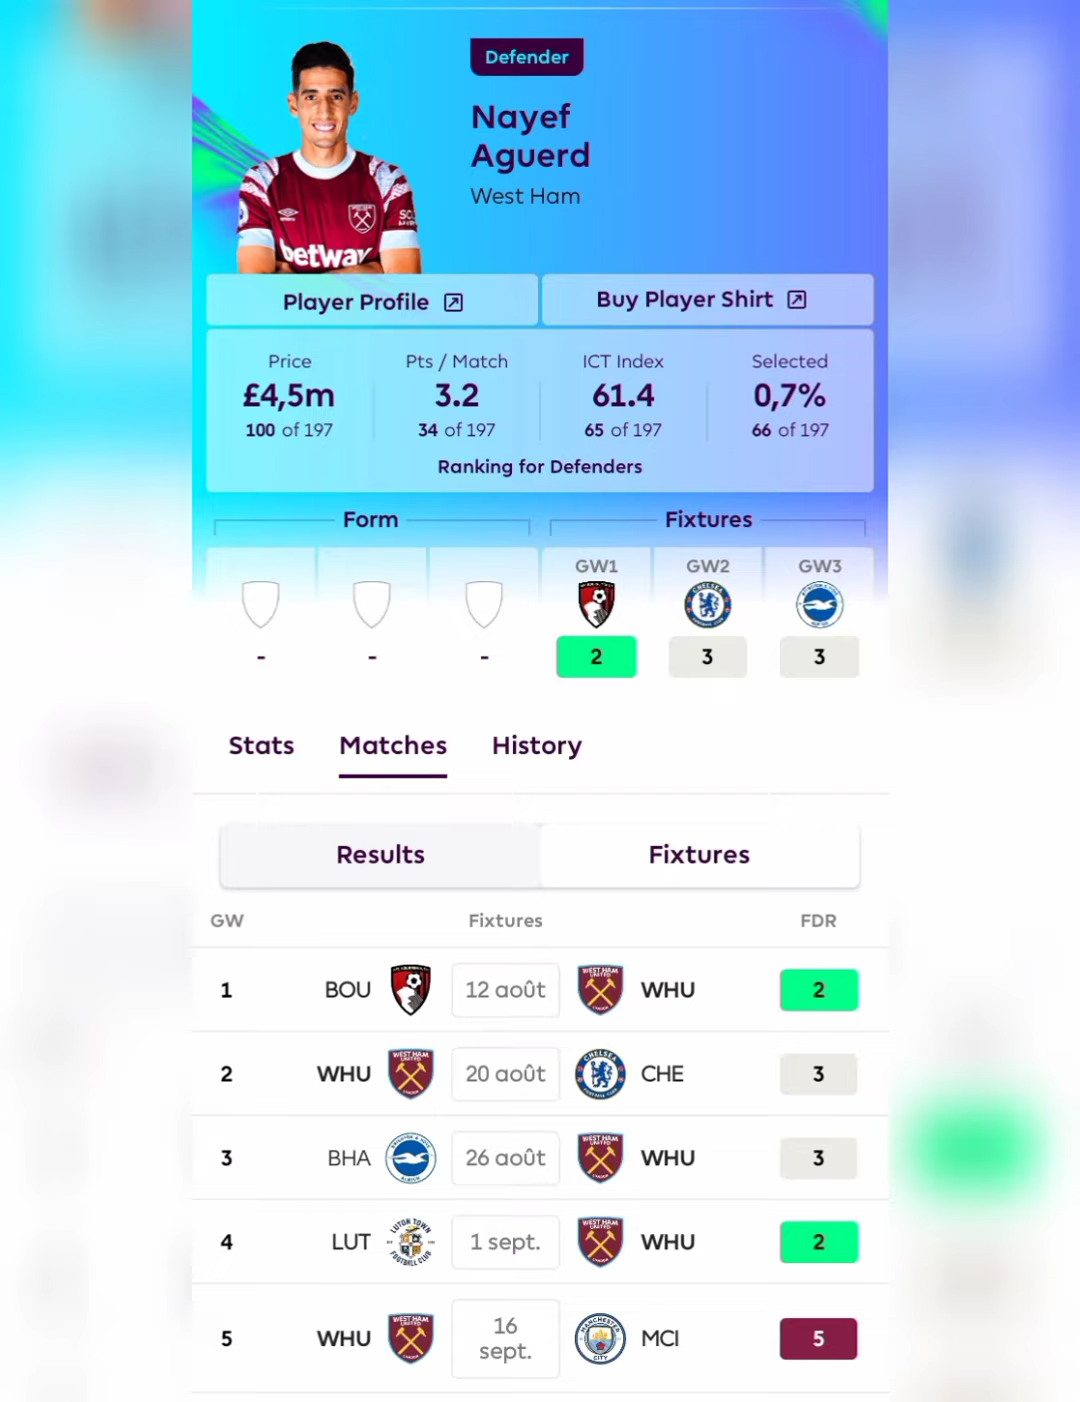 Defender
Nayef
Aguerd
West Ham
betway
Player Profile
Buy Player Shirt
Price
Pts / Match
ICT Index
Selected
£4,5m
3.2
61.4
0,7%
100 of 197
34 of 197
65 of 197
66 of 197
Ranking for Defenders
Form
Fixtures
GW1
GW2
GW3
-
-
-
2
3
3
Stats
Matches
History
Results
Fixtures
GW
Fixtures
FDR
1 BOU 12 août WHU 2
2 WHU 20 août CHE 3
3 BHA 26 août WHU 3
4 LUT 1 sept. WHU 2
5 WHU 16
sept. MCI 5